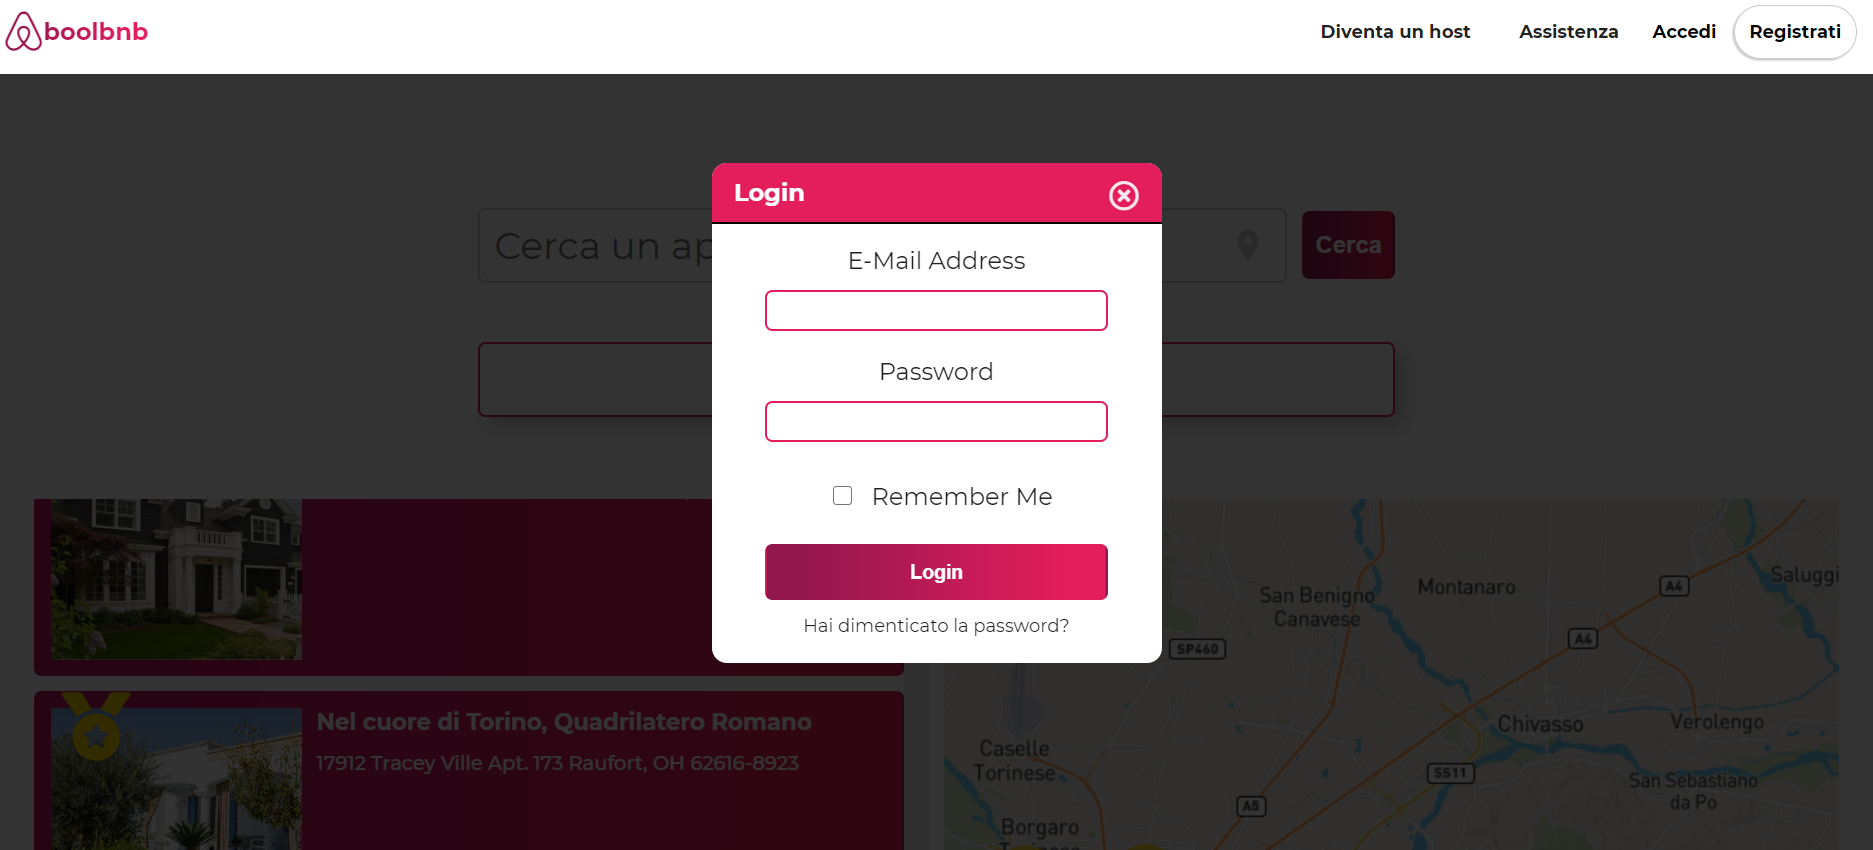 boolbnb
Diventa un host
Assistenza
Accedi
Registrati
Login
Cerca un ap
Cerca
E-Mail Address
Password
Remember Me
Login
Hai dimenticato la password?
Nel cuore di Torino, Quadrilatero Romano
17912 Tracey Ville Apt. 173 Raufort, OH 62616-8923
San Benigno
Canavese
Montanaro
A4
Saluggi
SP460
A4
Chivasso
Verolengo
Caselle
Torinese
SS11
San Sebastiano
da Po
A5
Borgaro